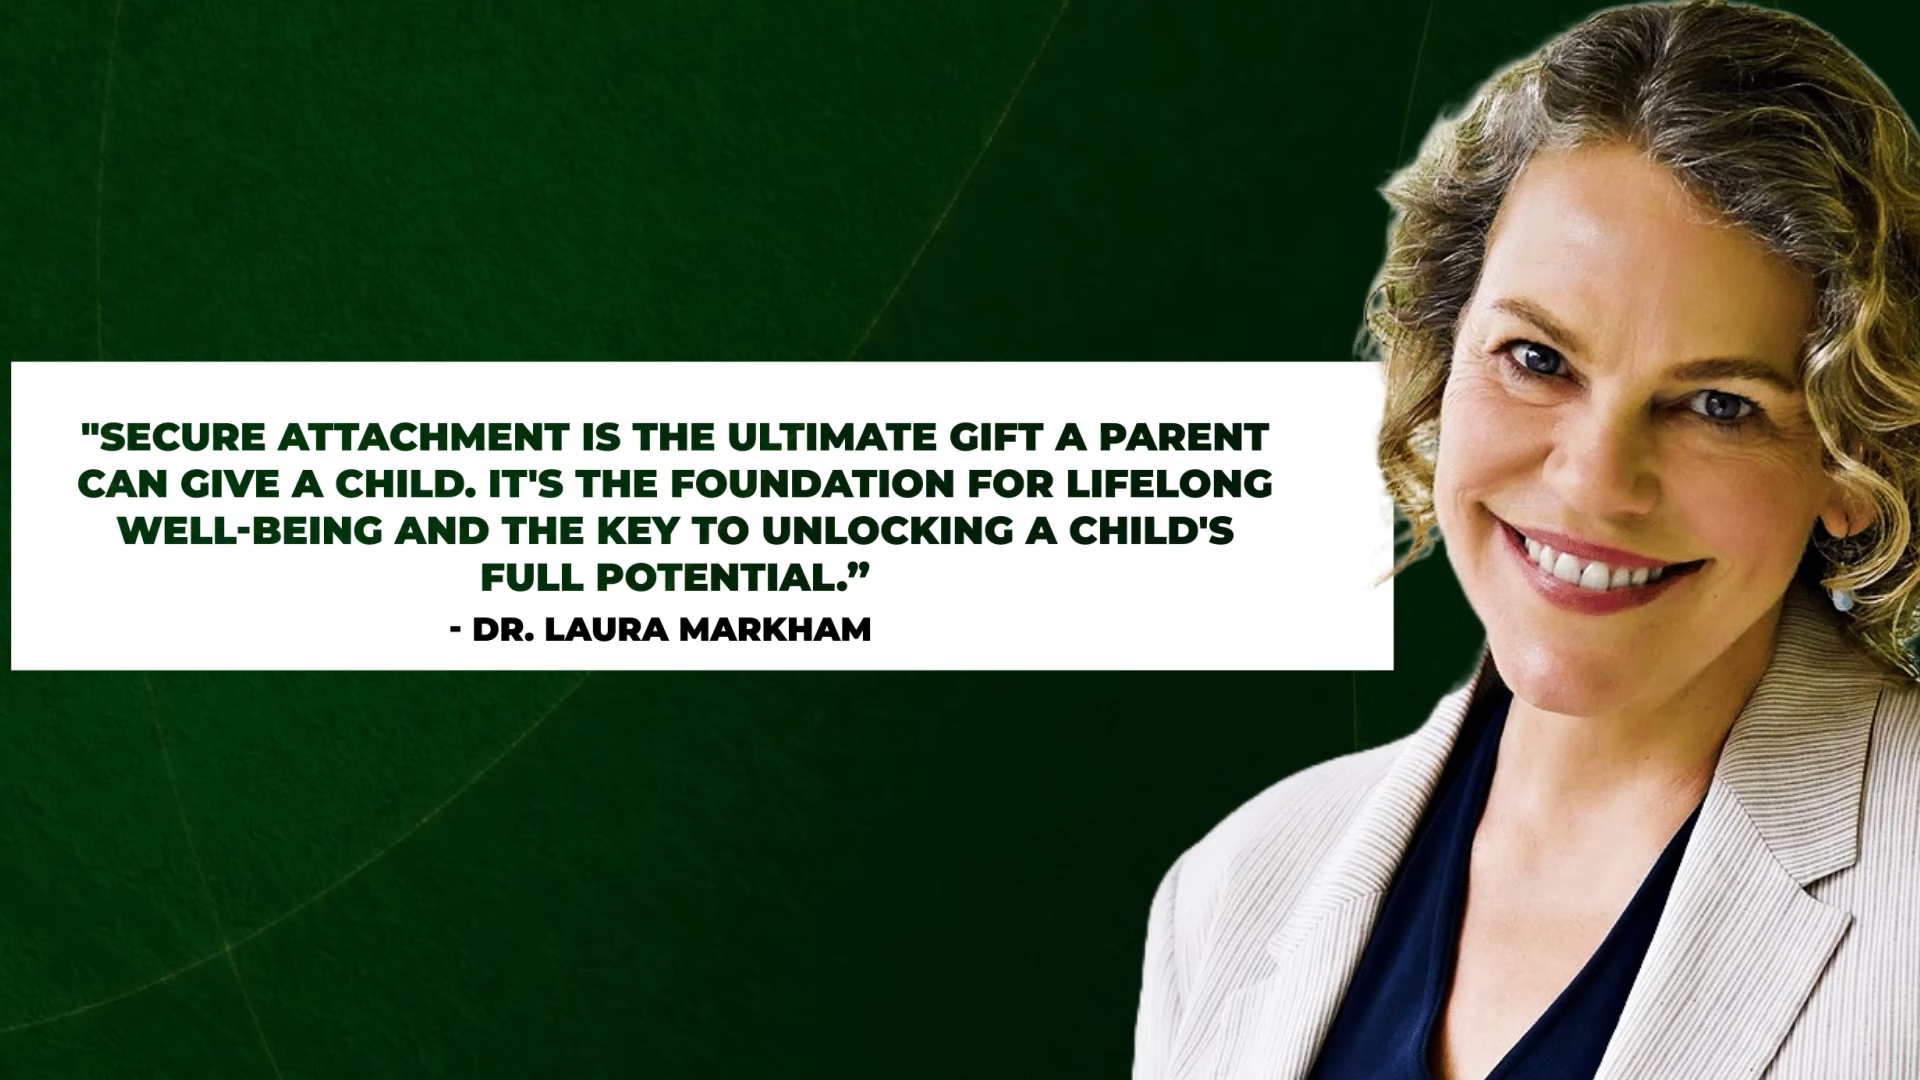 "SECURE ATTACHMENT IS THE ULTIMATE GIFT A PARENT
CAN GIVE A CHILD. IT'S THE FOUNDATION FOR LIFELONG
WELL-BEING AND THE KEY TO UNLOCKING A CHILD'S
FULL POTENTIAL.”
- DR. LAURA MARKHAM